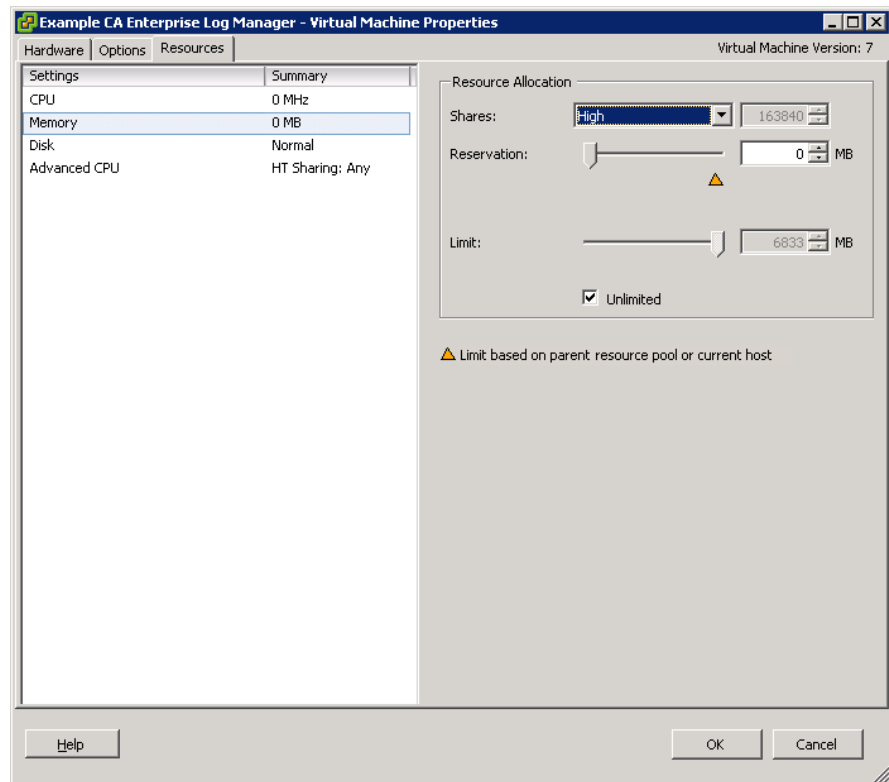 Example CA Enterprise Log Manager - Virtual Machine Properties
Hardware Options Resources Virtual Machine Version: 7
Settings Summary
CPU 0 MHz
Memory 0 MB
Disk Normal
Advanced CPU HT Sharing: Any
Resource Allocation
Shares: High 163840
Reservation: 0 MB
Limit: 6833 MB
Unlimited
Limit based on parent resource pool or current host
Help OK Cancel